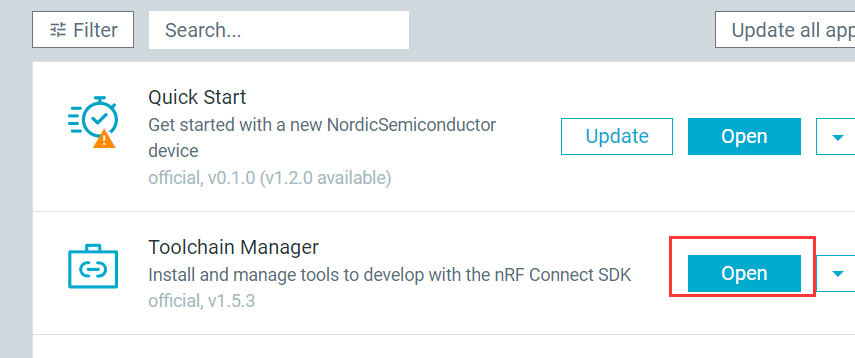 Filter
Search...
Update all app
Quick Start
Get started with a new NordicSemiconductor
device
official, v0.1.0 (v1.2.0 available)
Update
Open
Toolchain Manager
Install and manage tools to develop with the nRF Connect SDK
official, v1.5.3
Open